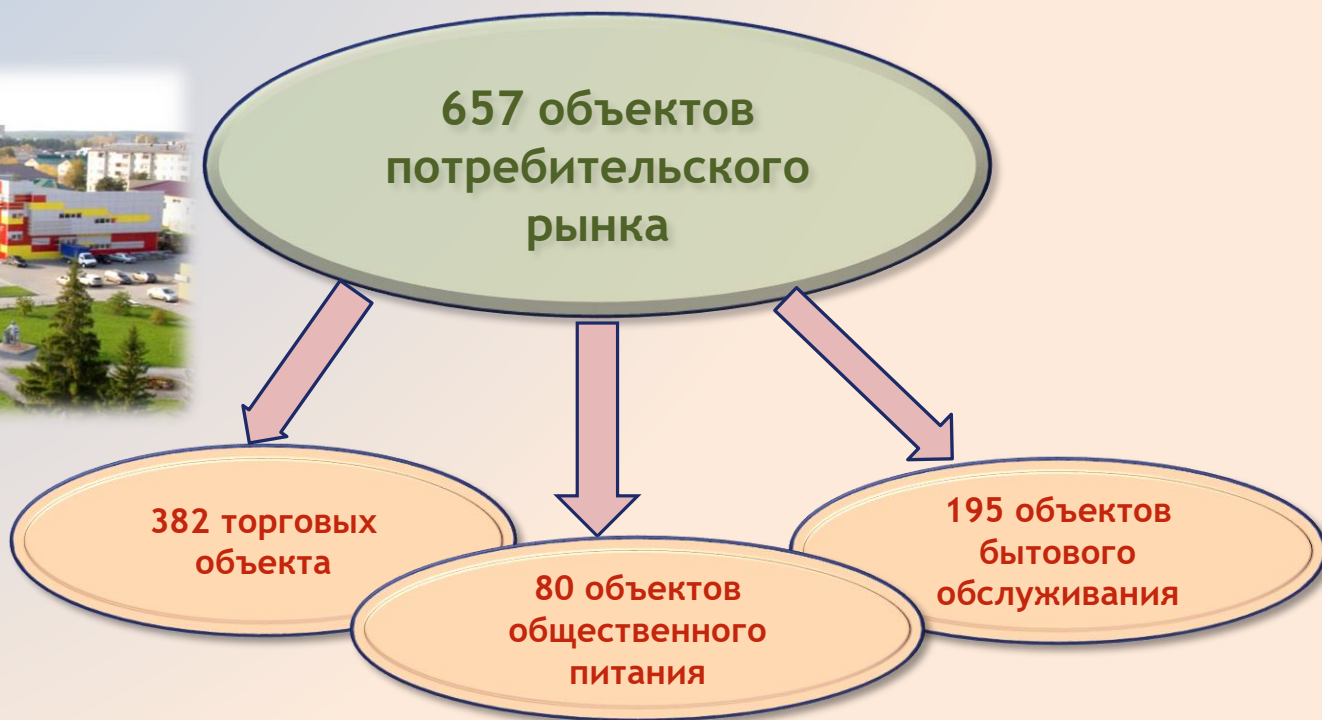 657 объектов
потребительского
рынка
382 торговых
объекта
80 объектов
общественного
питания
195 объектов
бытового
обслуживания